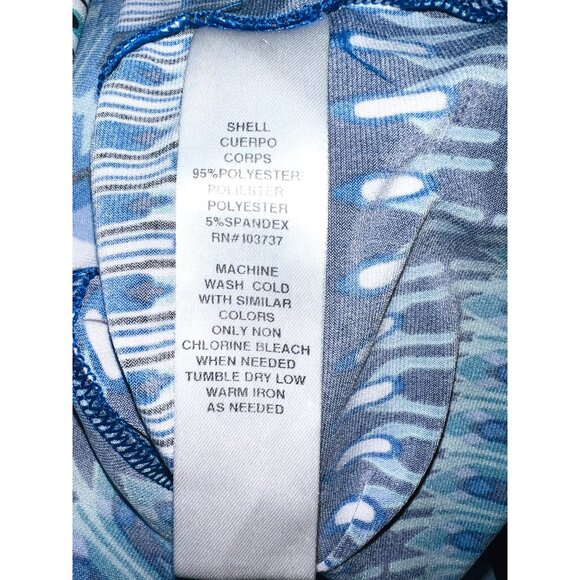 SHELL
CUERPO
CORPS
95%POLYESTER/
POLIESTER
POLYESTER
5%SPANDEX
RN#103737
MACHINE
WASH COLD
WITH SIMILAR
COLORS
ONLY NON
CHLORINE BLEACH
WHEN NEEDED
TUMBLE DRY LOW
WARM IRON
AS NEEDED